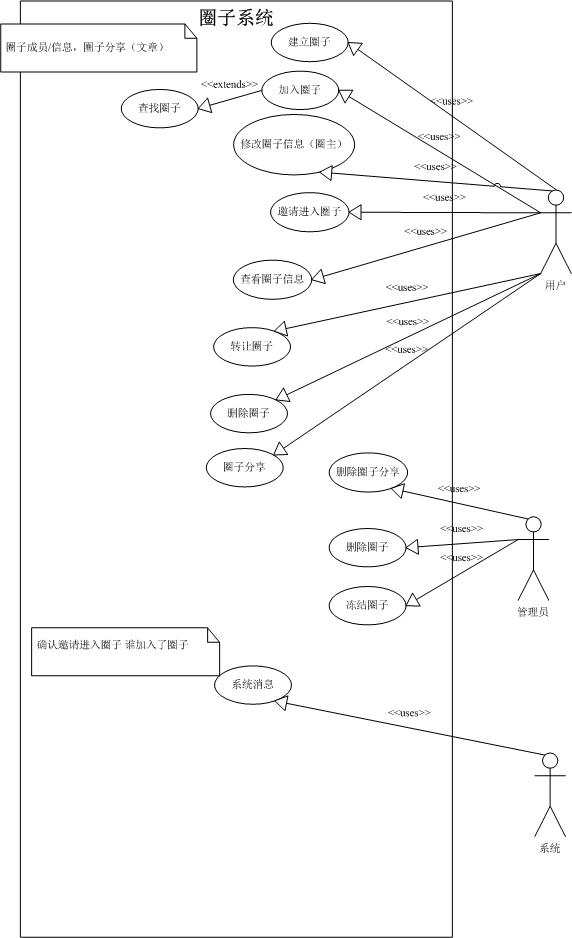 圈子系统
圈子成员/信息，圈子分享（文章）
建立圈子
<<extends>>
加入圈子
查找圈子
<<uses>>
<<uses>>
修改圈子信息（圈主）
<<uses>>
<<uses>>
邀请进入圈子
<<uses>>
查看圈子信息
用户
<<uses>>
<<uses>>
转让圈子
<<uses>>
删除圈子
圈子分享
删除圈子分享
<<uses>>
<<uses>>
删除圈子
<<uses>>
冻结圈子
管理员
确认邀请进入圈子 谁加入了圈子
系统消息
<<uses>>
系统